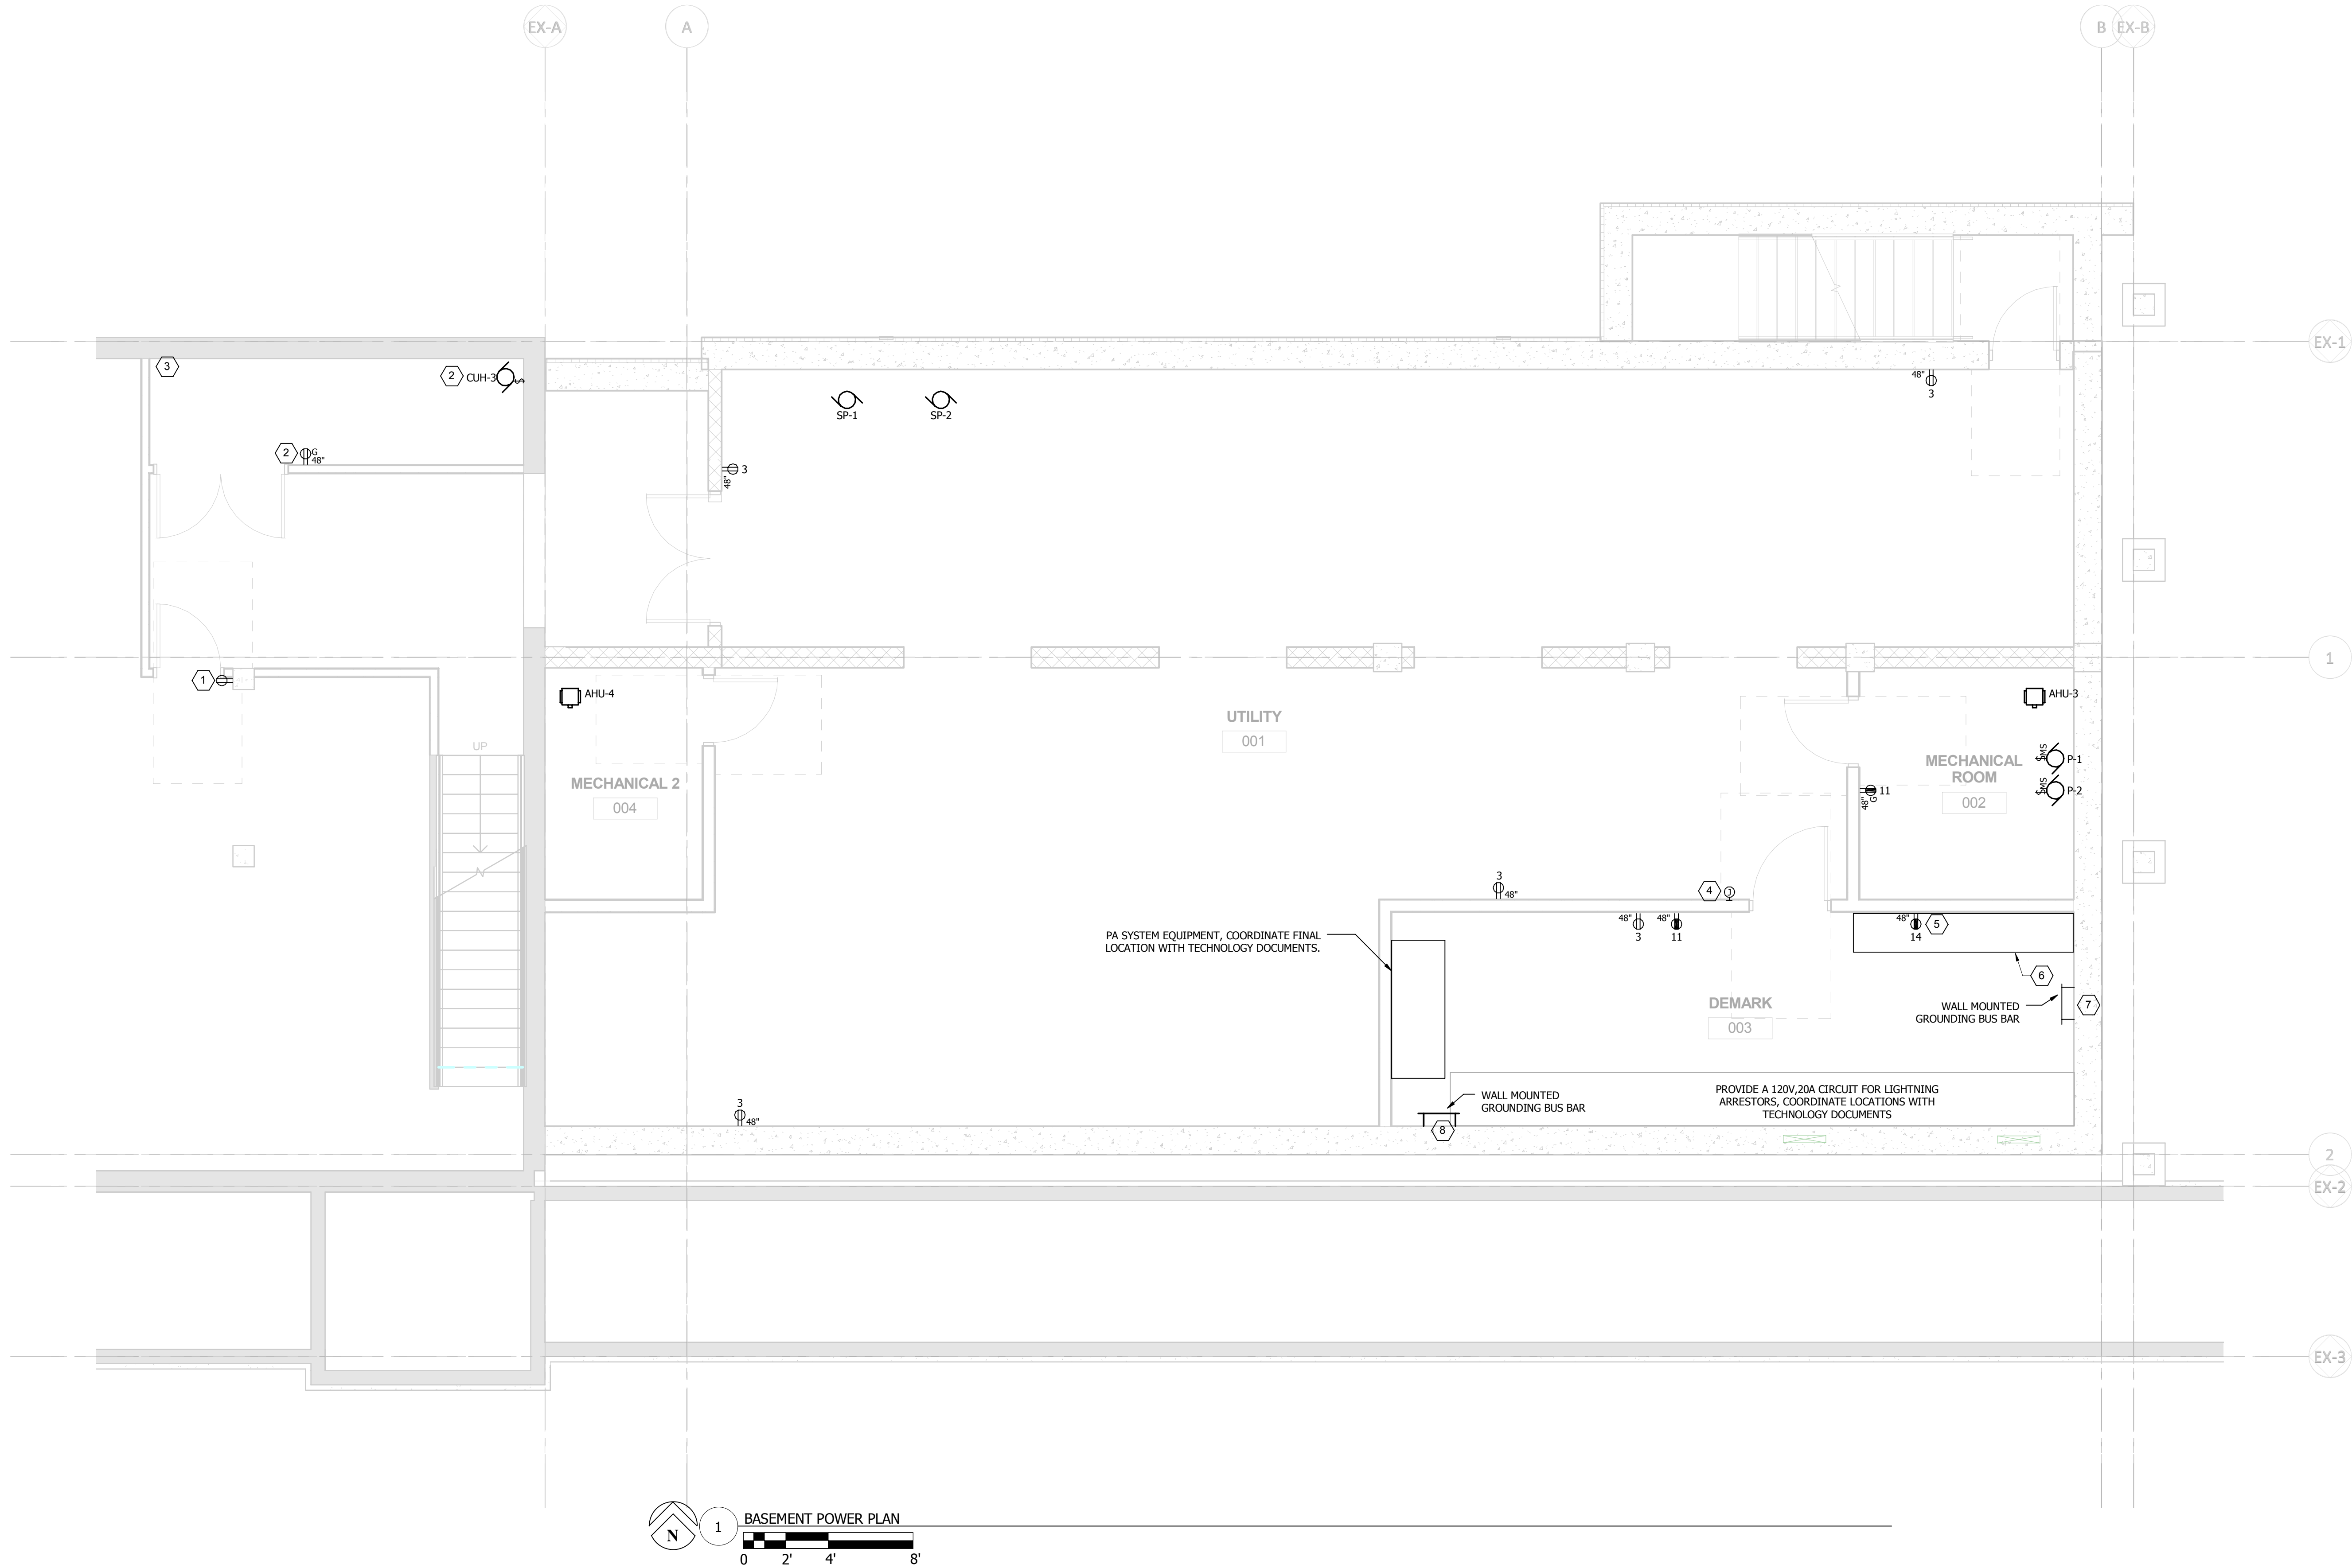 EX-A
A
B
EX-B
EX-1
3
2
CUH-3
S
48"
3
SP-1
SP-2
2
G
48"
3
48"
1
1
AHU-4
AHU-3
UTILITY
001
UP
SMS
P-1
MECHANICAL
ROOM
002
SMS
P-2
MECHANICAL 2
004
11
48"
G
3
48"
4
J
48"
3
48"
11
48"
14
5
PA SYSTEM EQUIPMENT, COORDINATE FINAL
LOCATION WITH TECHNOLOGY DOCUMENTS.
6
DEMARK
003
WALL MOUNTED
GROUNDING BUS BAR
7
3
48"
WALL MOUNTED
GROUNDING BUS BAR
8
PROVIDE A 120V,20A CIRCUIT FOR LIGHTNING
ARRESTORS, COORDINATE LOCATIONS WITH
TECHNOLOGY DOCUMENTS
2
EX-2
EX-3
N
1
BASEMENT POWER PLAN
0 2' 4' 8'